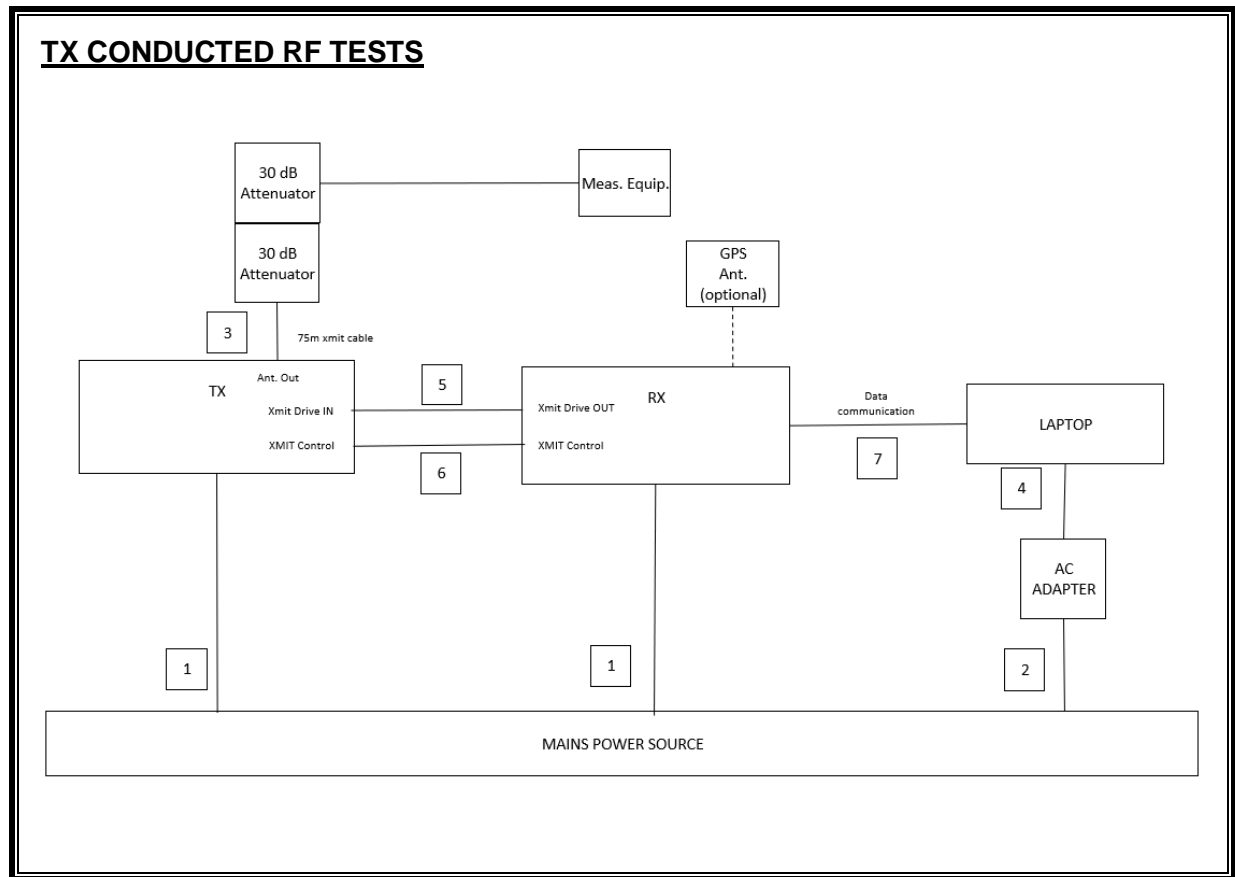 TX CONDUCTED RF TESTS
30 dB
Attenuator
Meas. Equip.
30 dB
Attenuator
GPS
Ant.
(optional)
3
75m xmit cable
Ant. Out
TX
Xmit Drive IN
XMIT Control
5
6
Xmit Drive OUT
RX
XMIT Control
Data
communication
7
LAPTOP
4
AC
ADAPTER
1
1
2
MAINS POWER SOURCE